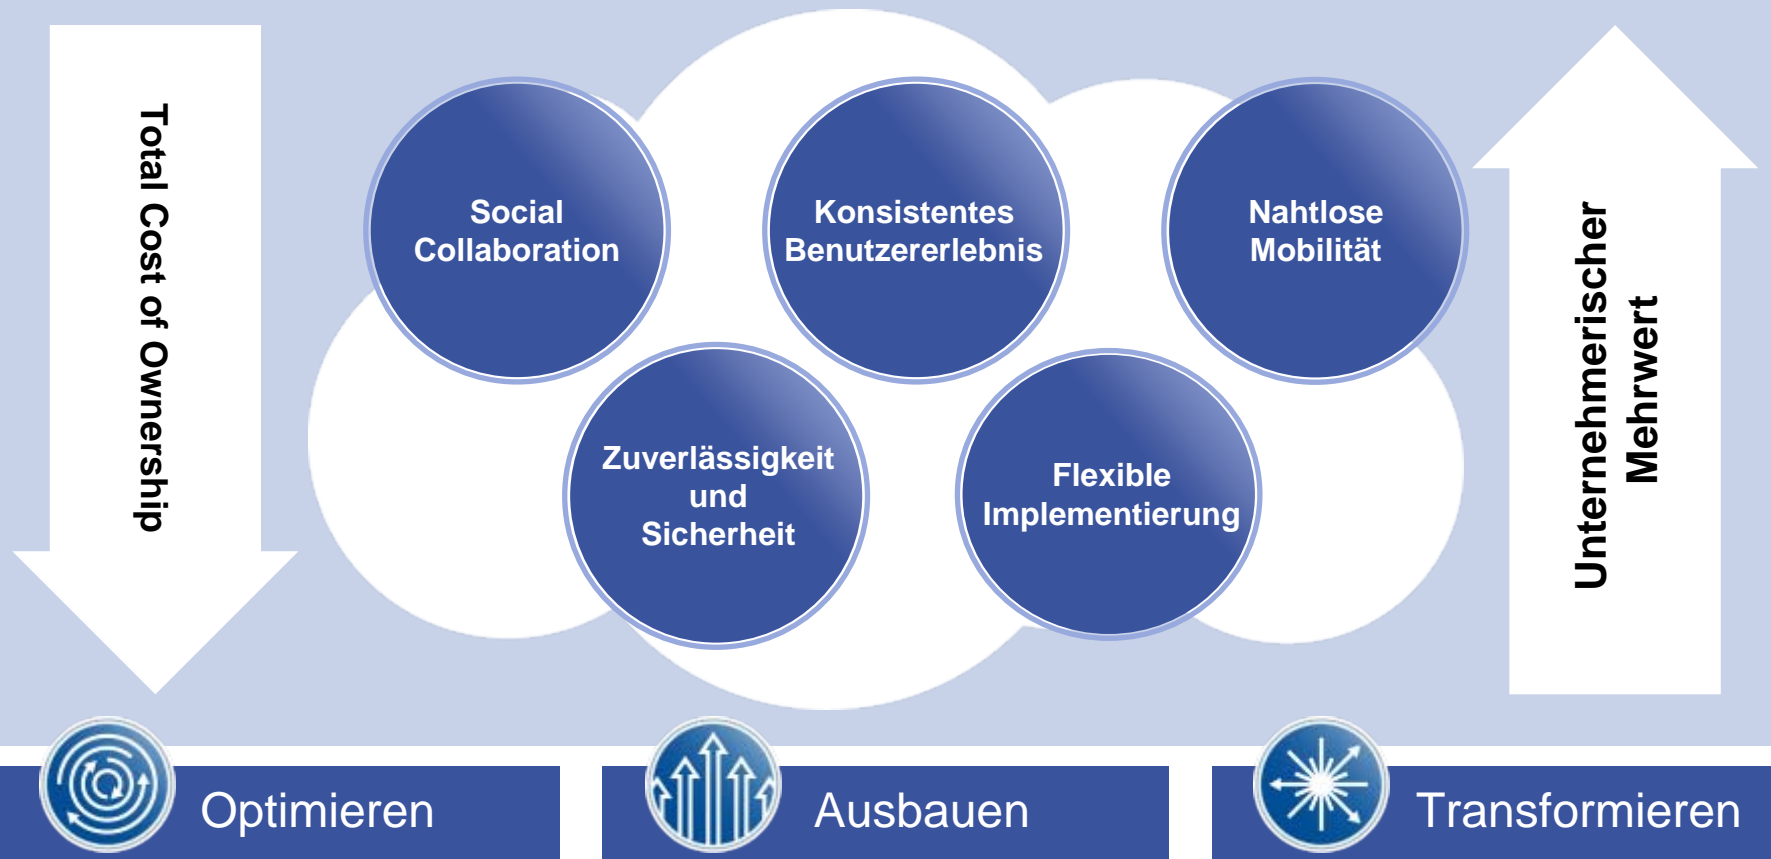 Total Cost of Ownership
Social
Collaboration
Konsistentes
Benutzererlebnis
Nahtlose
Mobilität
Zuverlässigkeit
und
Sicherheit
Flexible
Implementierung
Unternehmerischer
Mehrwert
Optimieren
Ausbauen
Transformieren